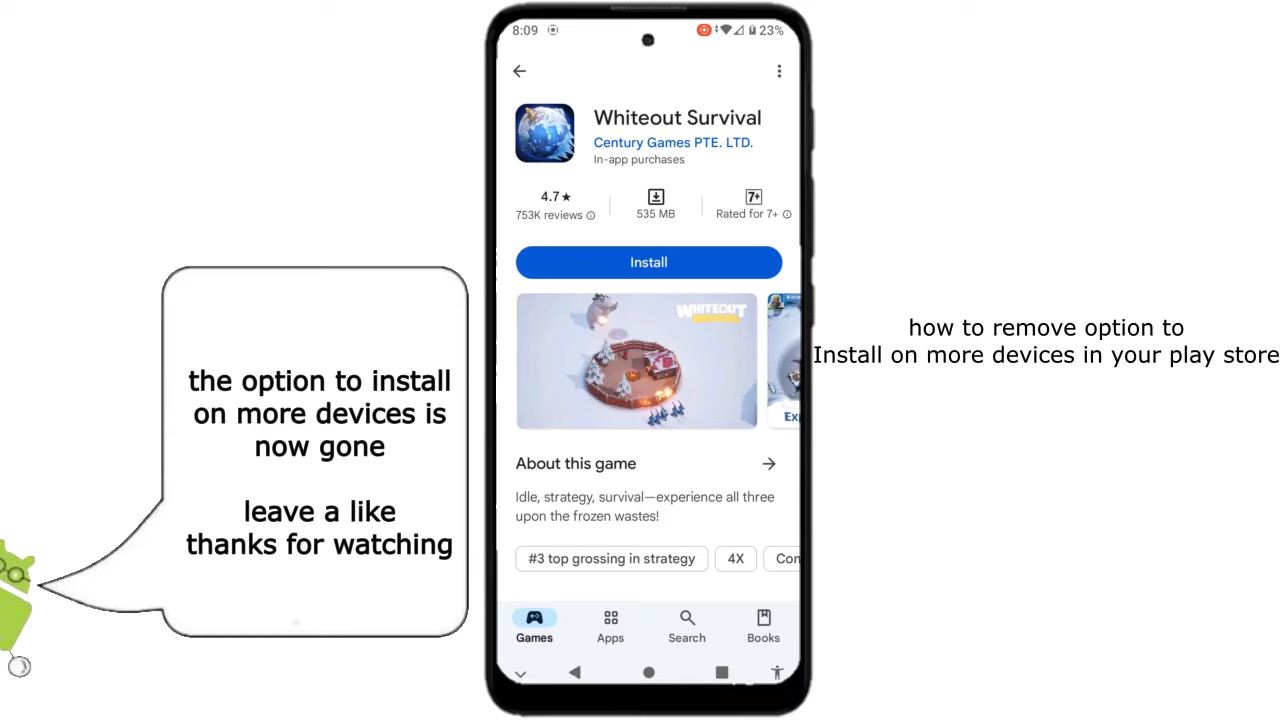 8:09
23%
Whiteout Survival
Century Games PTE. LTD.
In-app purchases
4.7★
753K reviews
535 MB
7+
Rated for 7+
Install
WHITEOUT
About this game
Idle, strategy, survival—experience all three
upon the frozen wastes!
#3 top grossing in strategy
4X
Con
Games
Apps
Search
Books
the option to install
on more devices is
now gone
leave a like
thanks for watching
how to remove option to
Install on more devices in your play store